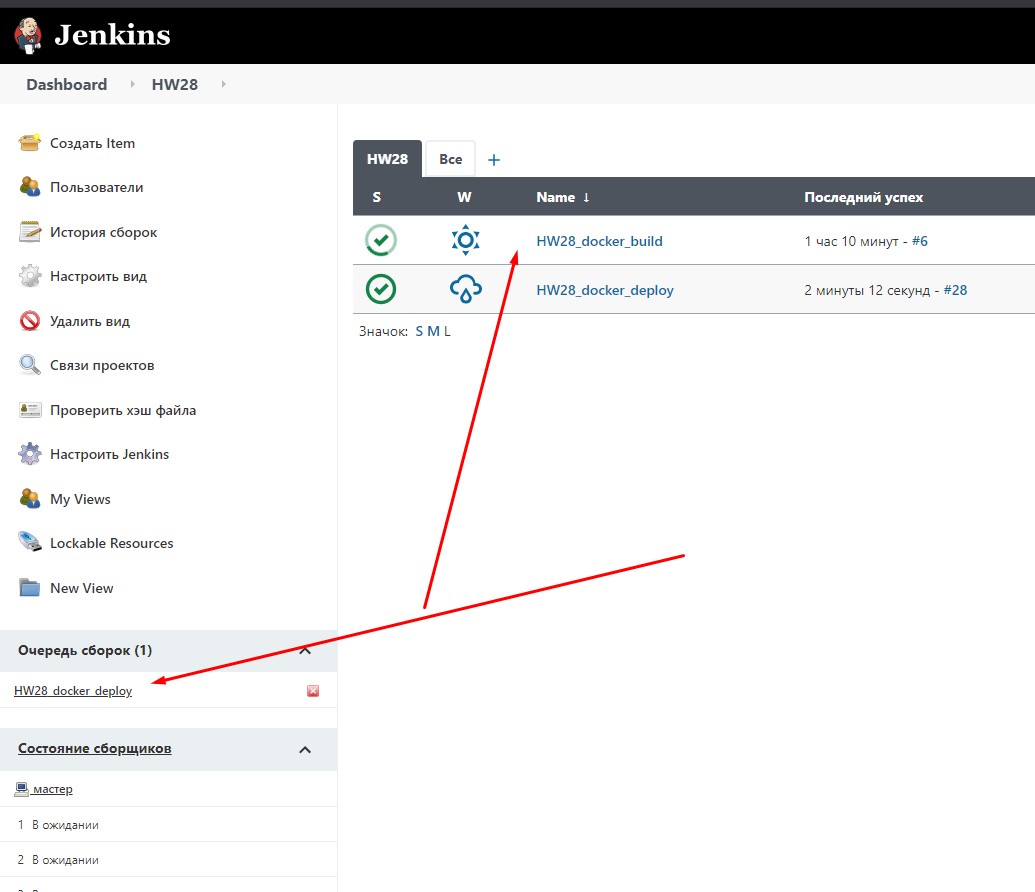 Jenkins
Dashboard HW28
Создать Item
Пользователи
История сборок
Настроить вид
Удалить вид
Связи проектов
Проверить хэш файла
Настроить Jenkins
My Views
Lockable Resources
New View
Очередь сборок (1)
HW28_docker_deploy
Состояние сборщиков
мастер
1 В ожидании
2 В ожидании
HW28 Все +
S W Name ↓ Последний успех
HW28_docker_build 1 час 10 минут - #6
HW28_docker_deploy 2 минуты 12 секунд - #28
Значок: S M L